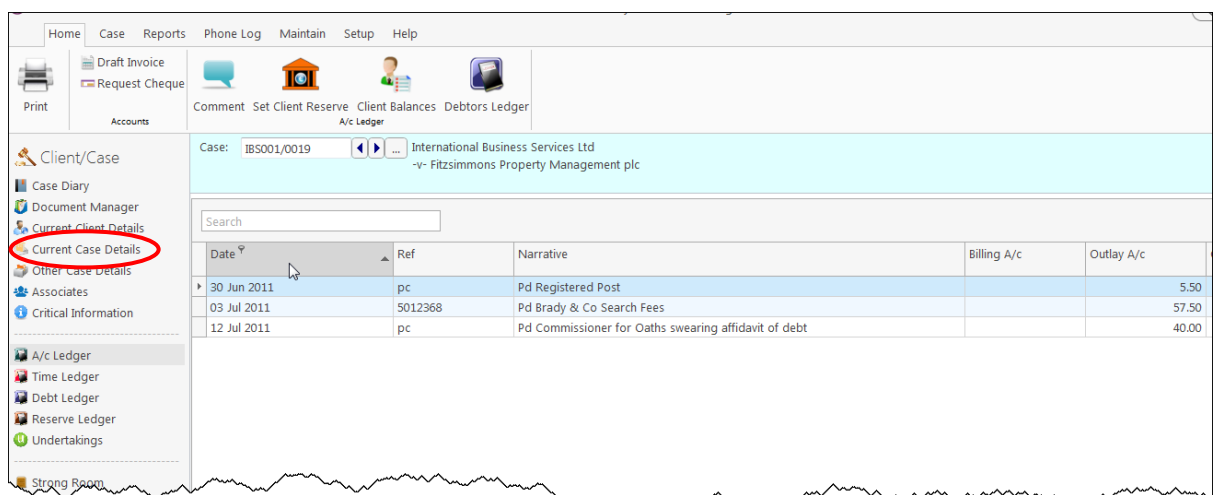 Home Case Reports Phone Log Maintain Setup Help
Draft Invoice
Request Cheque
Print
Accounts
Comment Set Client Reserve Client Balances Debtors Ledger
A/c Ledger
Client/Case
Case Diary
Document Manager
Current Client Details
Current Case Details
Other Case Details
Associates
Critical Information
A/c Ledger
Time Ledger
Debt Ledger
Reserve Ledger
Undertakings
Strong Room
Case: IBS001/0019 ... International Business Services Ltd
-v- Fitzsimmons Property Management plc
Search
Date Ref Narrative Billing A/c Outlay A/c
30 Jun 2011 pc Pd Registered Post 5.50
03 Jul 2011 5012368 Pd Brady & Co Search Fees 57.50
12 Jul 2011 pc Pd Commissioner for Oaths swearing affidavit of debt 40.00